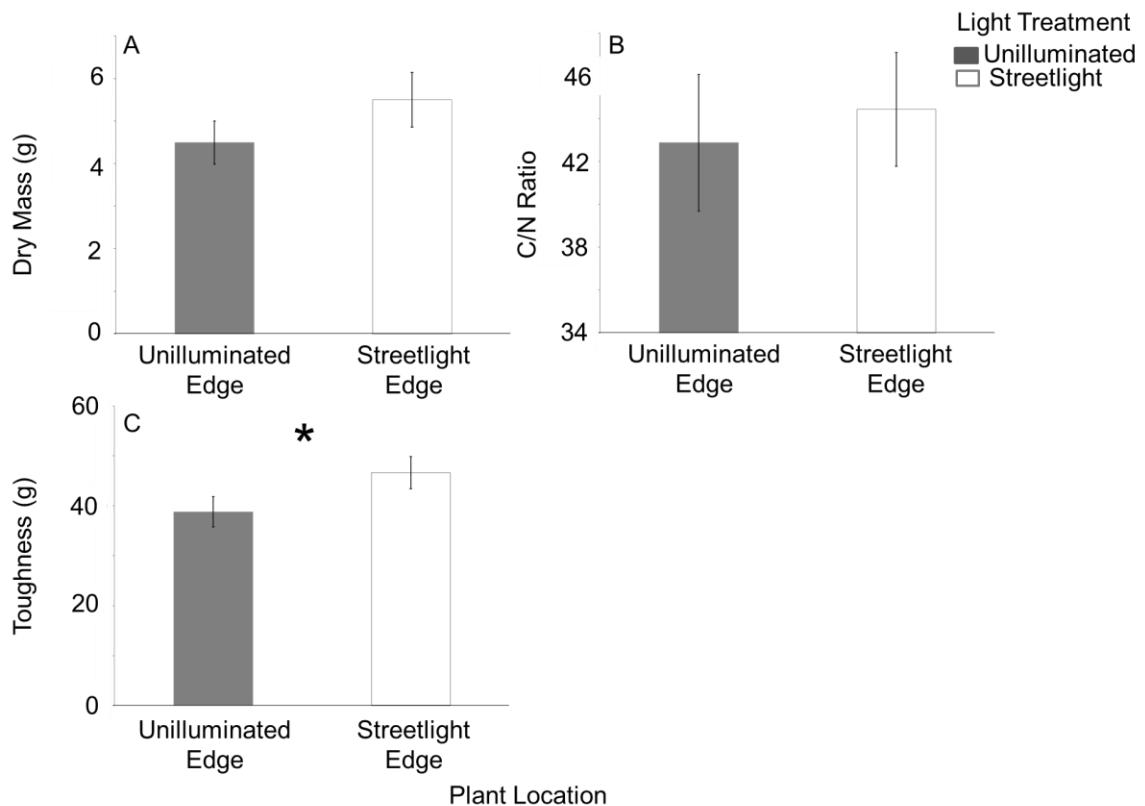 Light Treatment
Unilluminated
Streetlight
A
Dry Mass (g)
6
4
2
0
Unilluminated
Edge
Streetlight
Edge
B
C/N Ratio
46
42
38
34
Unilluminated
Edge
Streetlight
Edge
C
*
Toughness (g)
60
40
20
0
Unilluminated
Edge
Streetlight
Edge
Plant Location